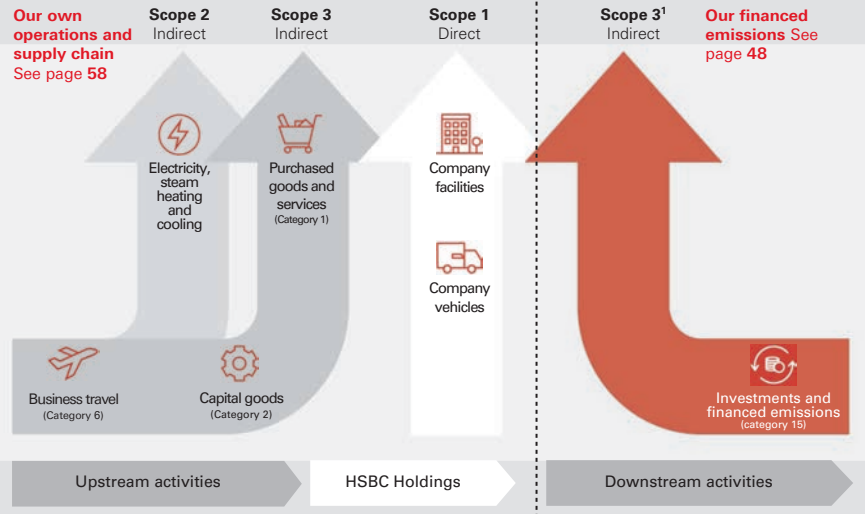 Our own
operations and
supply chain
See page 58
Scope 2
Indirect
Scope 3
Indirect
Scope 1
Direct
Scope 3¹
Indirect
Our financed
emissions See
page 48
Electricity,
steam
heating
and
cooling
Purchased
goods and
services
(Category 1)
Company
facilities
Company
vehicles
Business travel
(Category 6)
Capital goods
(Category 2)
Investments and
financed emissions
(category 15)
Upstream activities
HSBC Holdings
Downstream activities